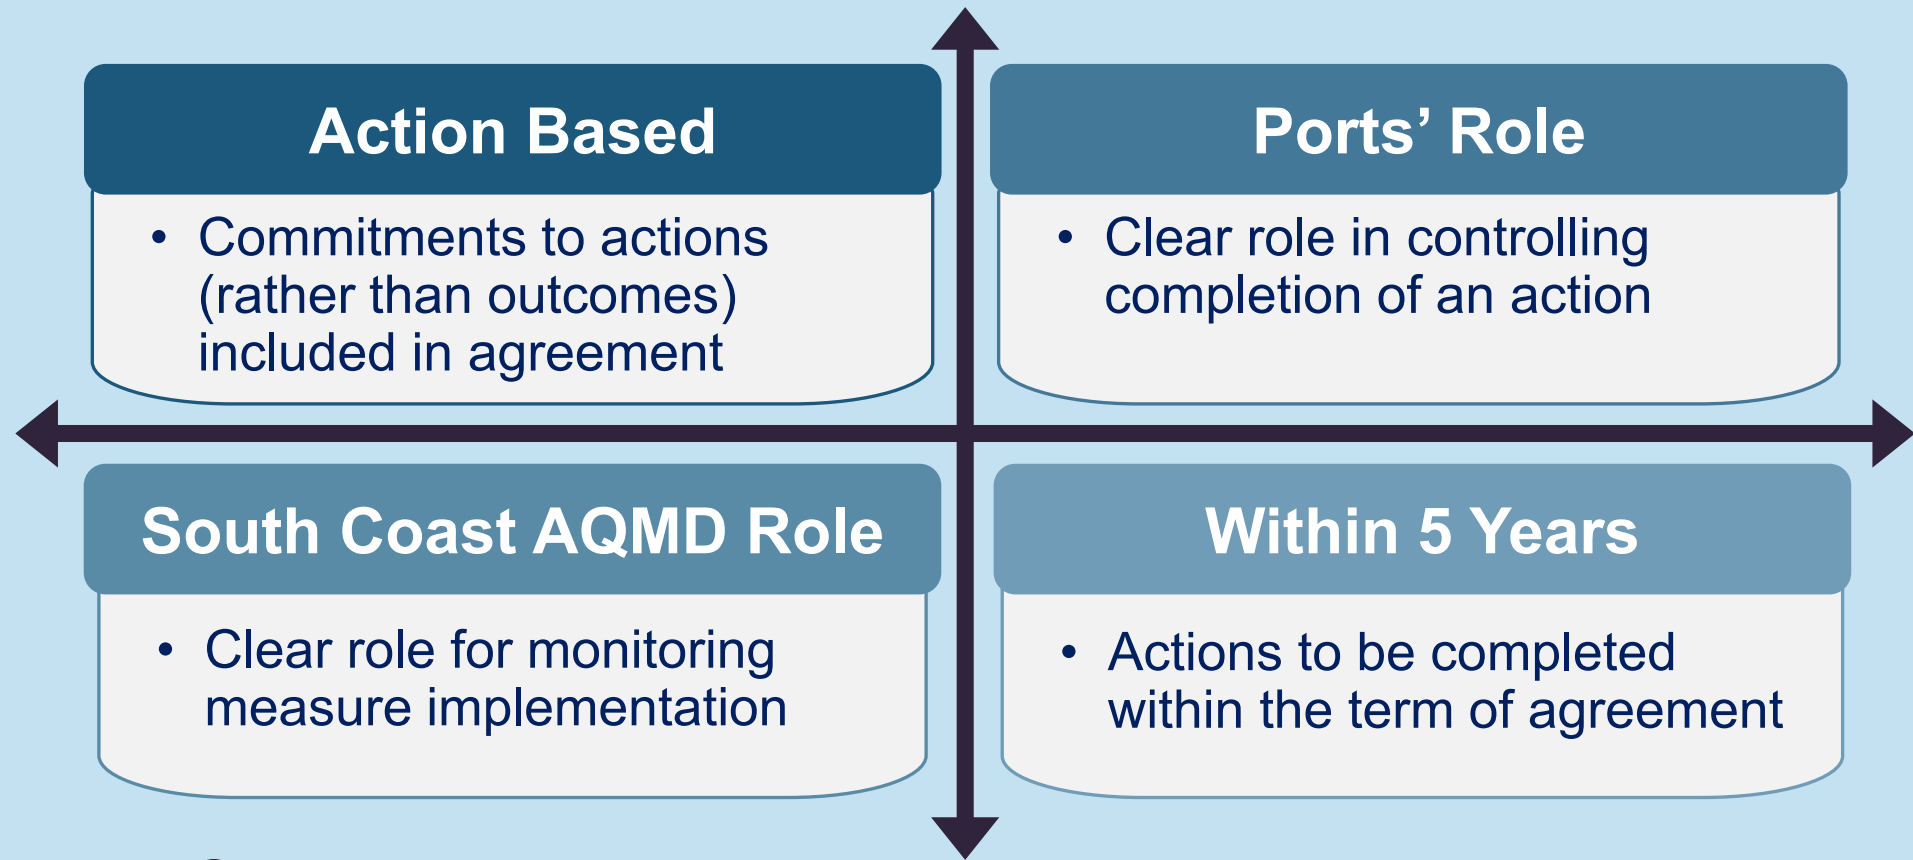 Action Based
• Commitments to actions
(rather than outcomes)
included in agreement
Ports’ Role
• Clear role in controlling
completion of an action
South Coast AQMD Role
• Clear role for monitoring
measure implementation
Within 5 Years
• Actions to be completed
within the term of agreement